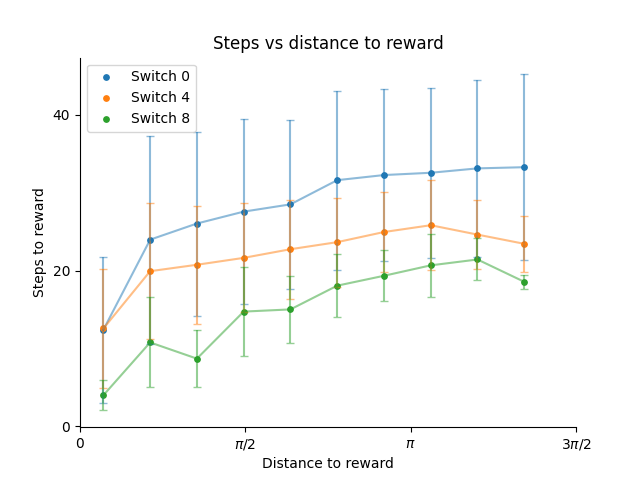 Steps vs distance to reward
Switch 0
Switch 4
Switch 8
40
20
0
Steps to reward
0 π/2 π 3π/2
Distance to reward